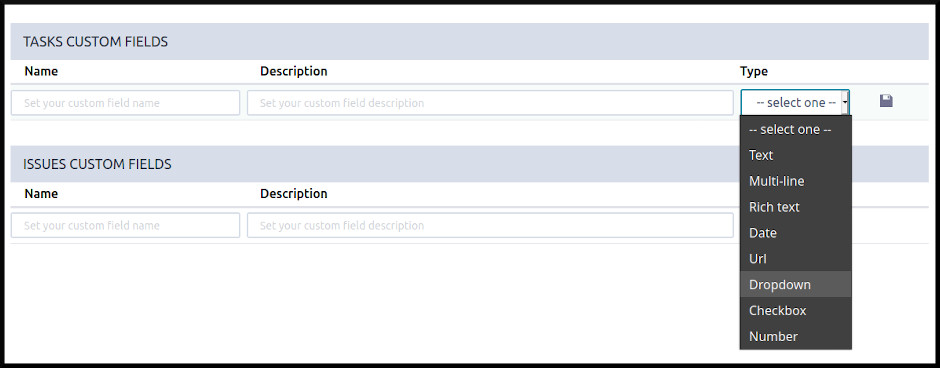 TASKS CUSTOM FIELDS
Name Description Type
Set your custom field name Set your custom field description -- select one --
-- select one --
Text
ISSUES CUSTOM FIELDS
Multi-line
Name Description
Rich text
Set your custom field name Set your custom field description
Date
Url
Dropdown
Checkbox
Number